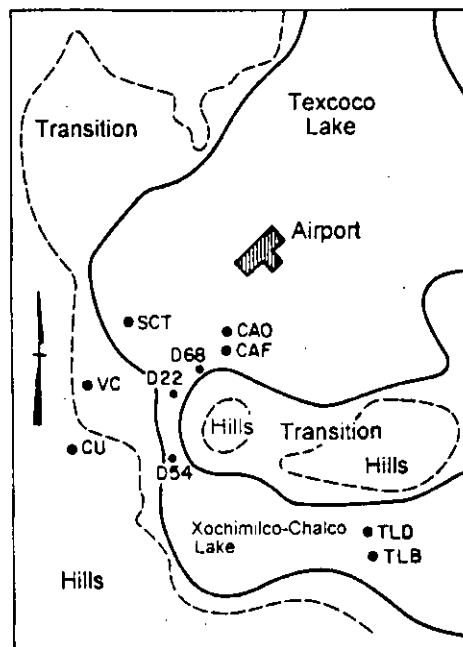 Texcoco
Lake
Transition
Airport
SCT
CAO
CAF
D68
D22
VC
Hills
Transition
Hills
CU
D54
Xochimilco-Chalco
Lake
TLD
TLB
Hills